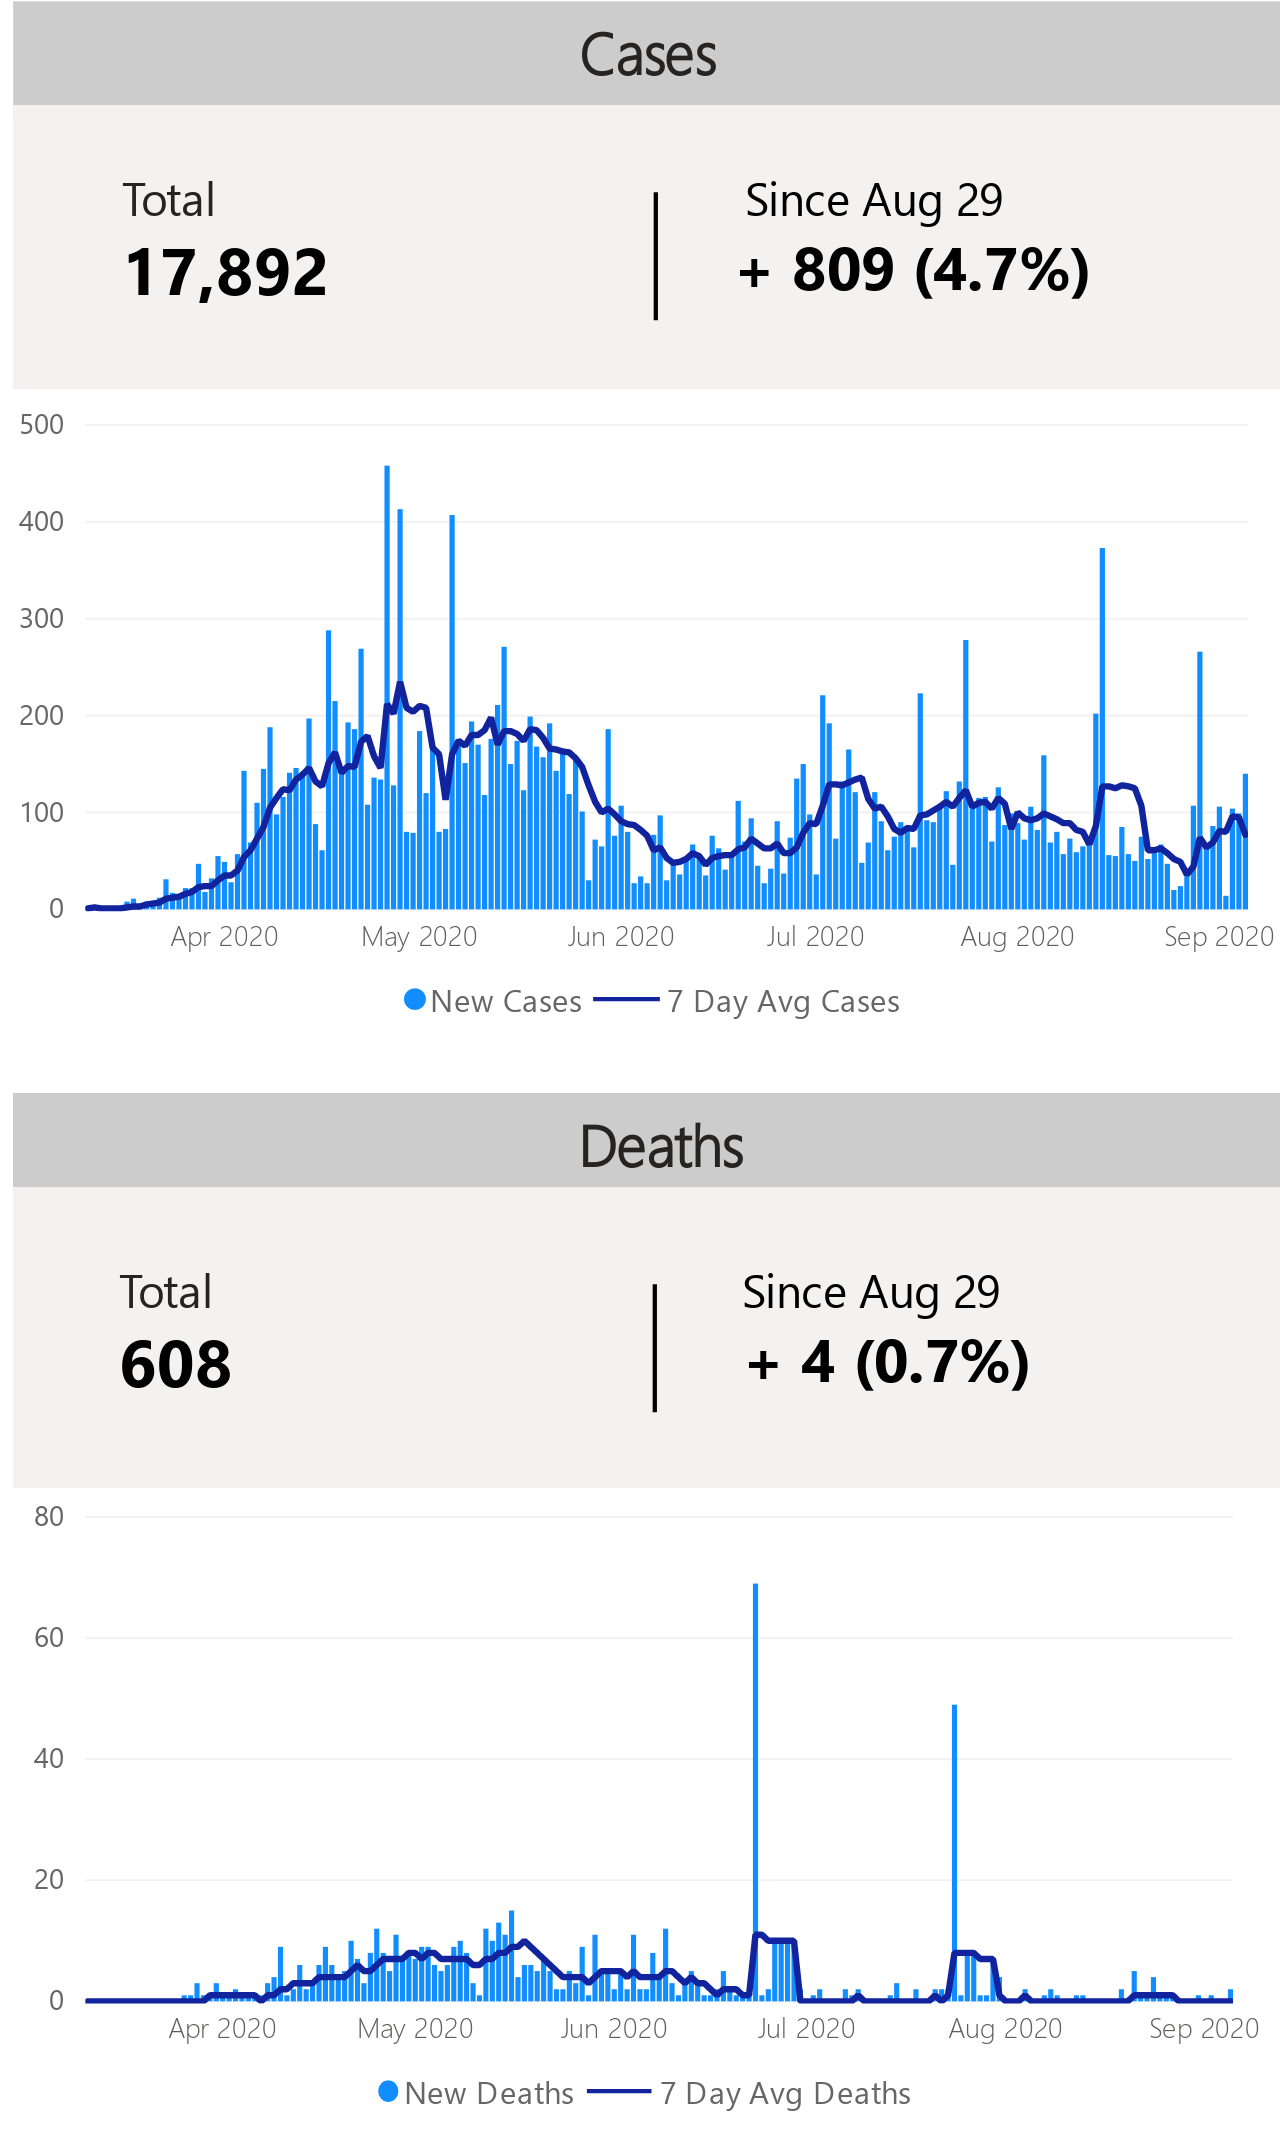 Cases
Total
Since Aug 29
17,892
+ 809 (4.7%)
500
400
300
200
100
0
Apr 2020
May 2020
Jun 2020
Jul 2020
Aug 2020
Sep 2020
New Cases
7 Day Avg Cases
Deaths
Total
Since Aug 29
608
+ 4 (0.7%)
80
60
40
20
0
Apr 2020
May 2020
Jun 2020
Jul 2020
Aug 2020
Sep 2020
New Deaths
7 Day Avg Deaths